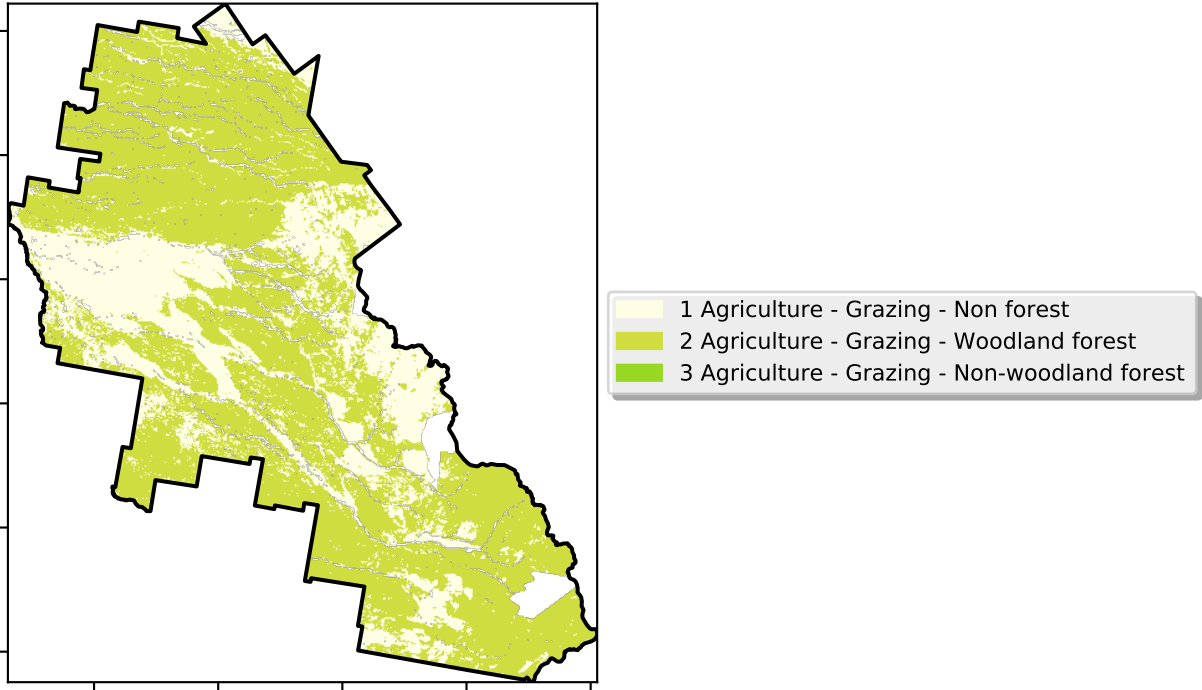 1 Agriculture - Grazing - Non forest
2 Agriculture - Grazing - Woodland forest
3 Agriculture - Grazing - Non-woodland forest